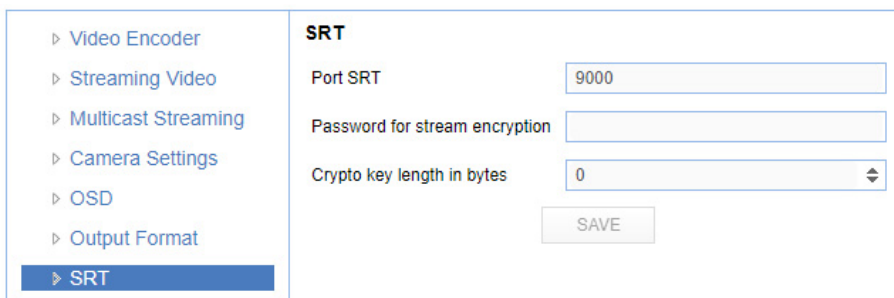 Video Encoder
Streaming Video
Multicast Streaming
Camera Settings
OSD
Output Format
SRT
SRT
Port SRT 9000
Password for stream encryption
Crypto key length in bytes 0
SAVE